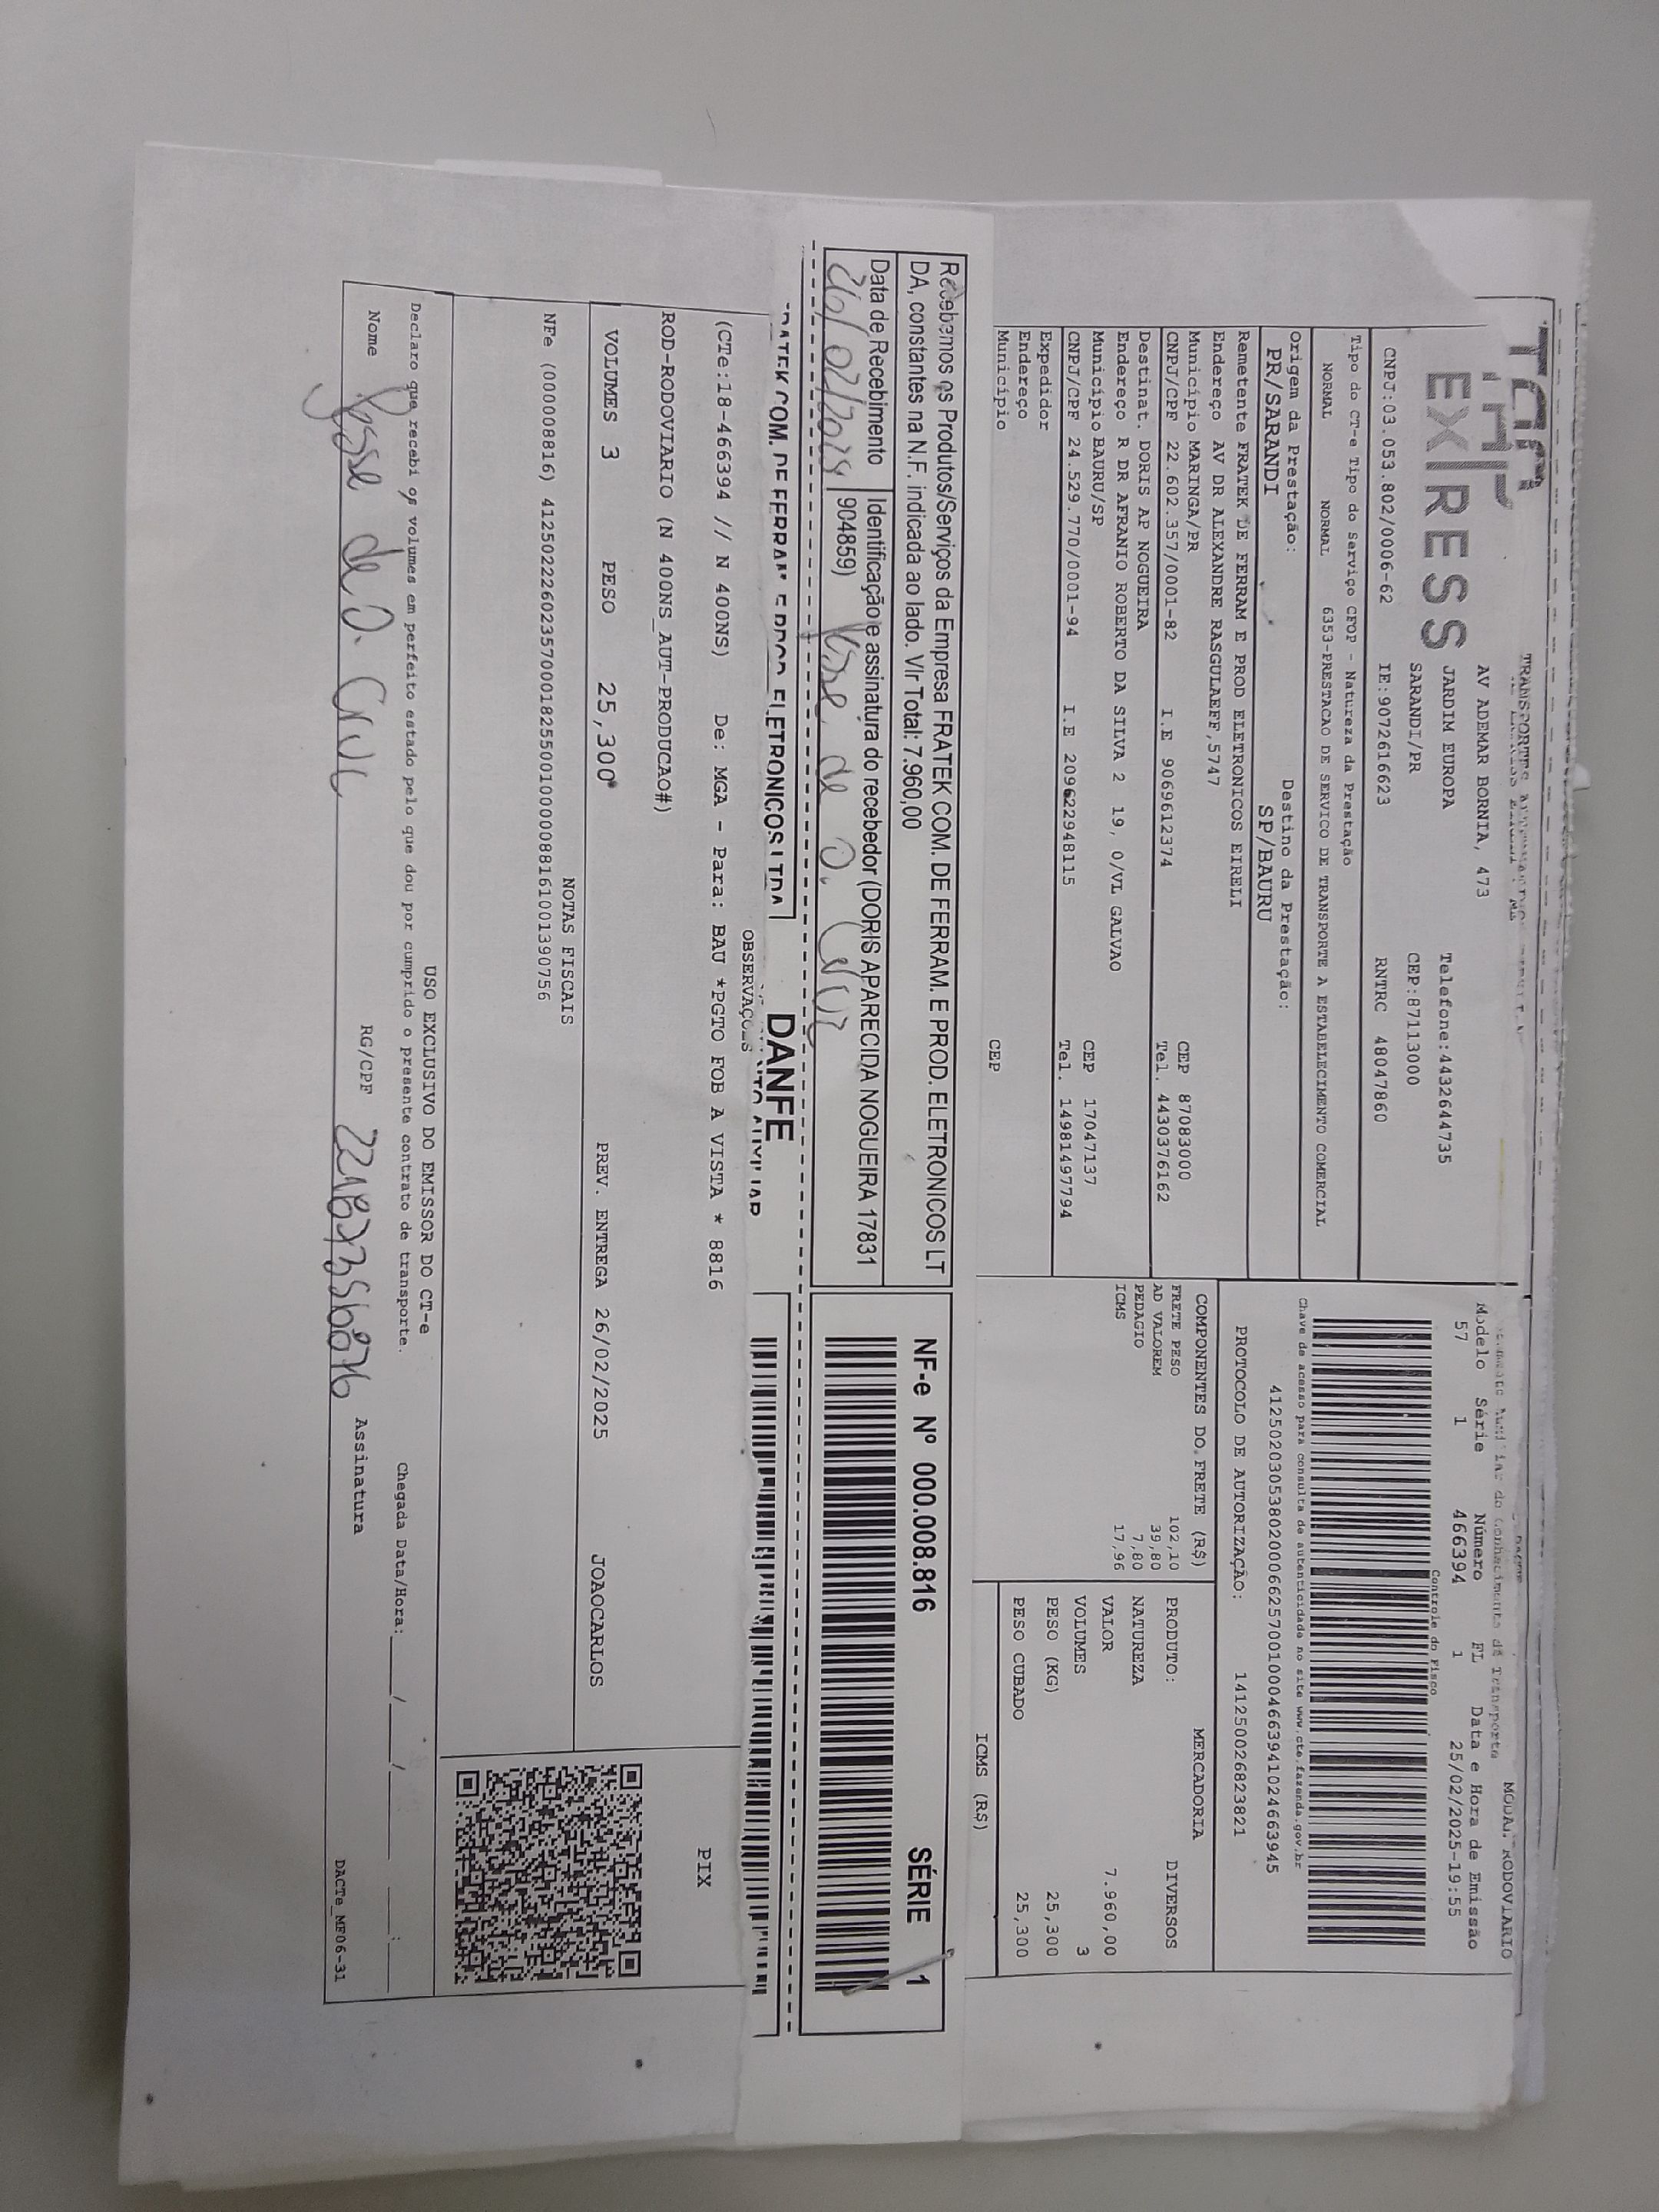 EXPRESS
AV ADEMAR BORNIA, 473
JARDIM EUROPA Telefone:4432644735
SARANDI/PR CEP:87113000
CNPJ:03.053.802/0006-62 IE:9072616623 RNTRC 48047860
MODAL RODOVIARIO
Modelo Série Número FL Data e Hora de Emissão
57 1 466394 1 25/02/2025-19:55
Controle do Fisco
Tipo do CT-e Tipo do Serviço CFOP - Natureza da Prestação
NORMAL NORMAL 6353-PRESTACAO DE SERVICO DE TRANSPORTE A ESTABELECIMENTO COMERCIAL
Chave de acesso para consulta de autenticidade no site www.cte.fazenda.gov.br
41250203053802000662570010004663941024663945
Origem da Prestação: Destino da Prestação:
PR/SARANDI SP/BAURU
PROTOCOLO DE AUTORIZAÇÃO: 141250026823821
Remetente FRATEK DE FERRAM E PROD ELETRONICOS EIRELI
Endereço AV DR ALEXANDRE RASGULAEFF,5747
Município MARINGA/PR CEP 87083000
CNPJ/CPF 22.602.357/0001-82 I.E 9069612374 Tel. 4430376162
Destinat. DORIS AP NOGUEIRA
Endereço R DR AFRANIO ROBERTO DA SILVA 2 19, 0/VL GALVAO
Município BAURU/SP CEP 17047137
CNPJ/CPF 24.529.770/0001-94 I.E 209622948115 Tel. 14981497794
Expedidor
Endereço
Município CEP
COMPONENTES DO FRETE (R$)
FRETE PESO 102,10
AD VALOREM 39,80
PEDAGIO 7,80
ICMS 17,96
MERCADORIA
PRODUTO: DIVERSOS
NATUREZA
VALOR 7.960,00
VOLUMES 3
PESO (KG) 25,300
PESO CUBADO 25,300
ICMS (R$)
Recebemos os Produtos/Serviços da Empresa FRATEK COM. DE FERRAM. E PROD. ELETRONICOS LT
DA, constantes na N.F. indicada ao lado. Vlr Total: 7.960,00
Data de Recebimento Identificação e assinatura do recebedor (DORIS APARECIDA NOGUEIRA 17831
904859)
NF-e Nº 000.008.816 SÉRIE 1
DANFE
OBSERVAÇÕES
(CTe:18-466394 // N 400NS) De: MGA - Para: BAU *PGTO FOB A VISTA * 8816
ROD-RODOVIARIO (N 400NS_AUT-PRODUCAO#)
PIX
VOLUMES 3 PESO 25,300 PREV. ENTREGA 26/02/2025 JOAOCARLOS
NOTAS FISCAIS
NFe (000008816) 41250222602357000182550010000088161001390756
USO EXCLUSIVO DO EMISSOR DO CT-e
Declaro que recebi os volumes em perfeito estado pelo que dou por cumprido o presente contrato de transporte. Chegada Data/Hora:____/____/______ ____:____
Nome RG/CPF Assinatura
DACTe_MF06-31